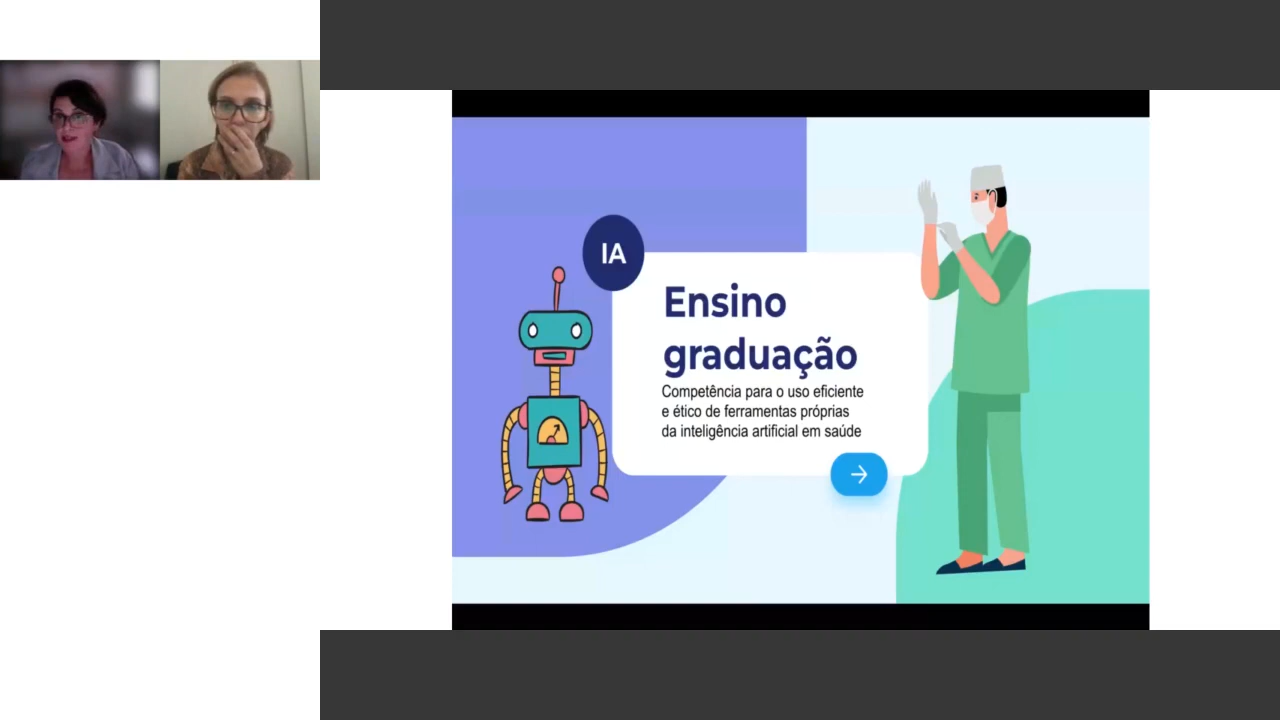 IA
Ensino
graduação
Competência para o uso eficiente
e ético de ferramentas próprias
da inteligência artificial em saúde